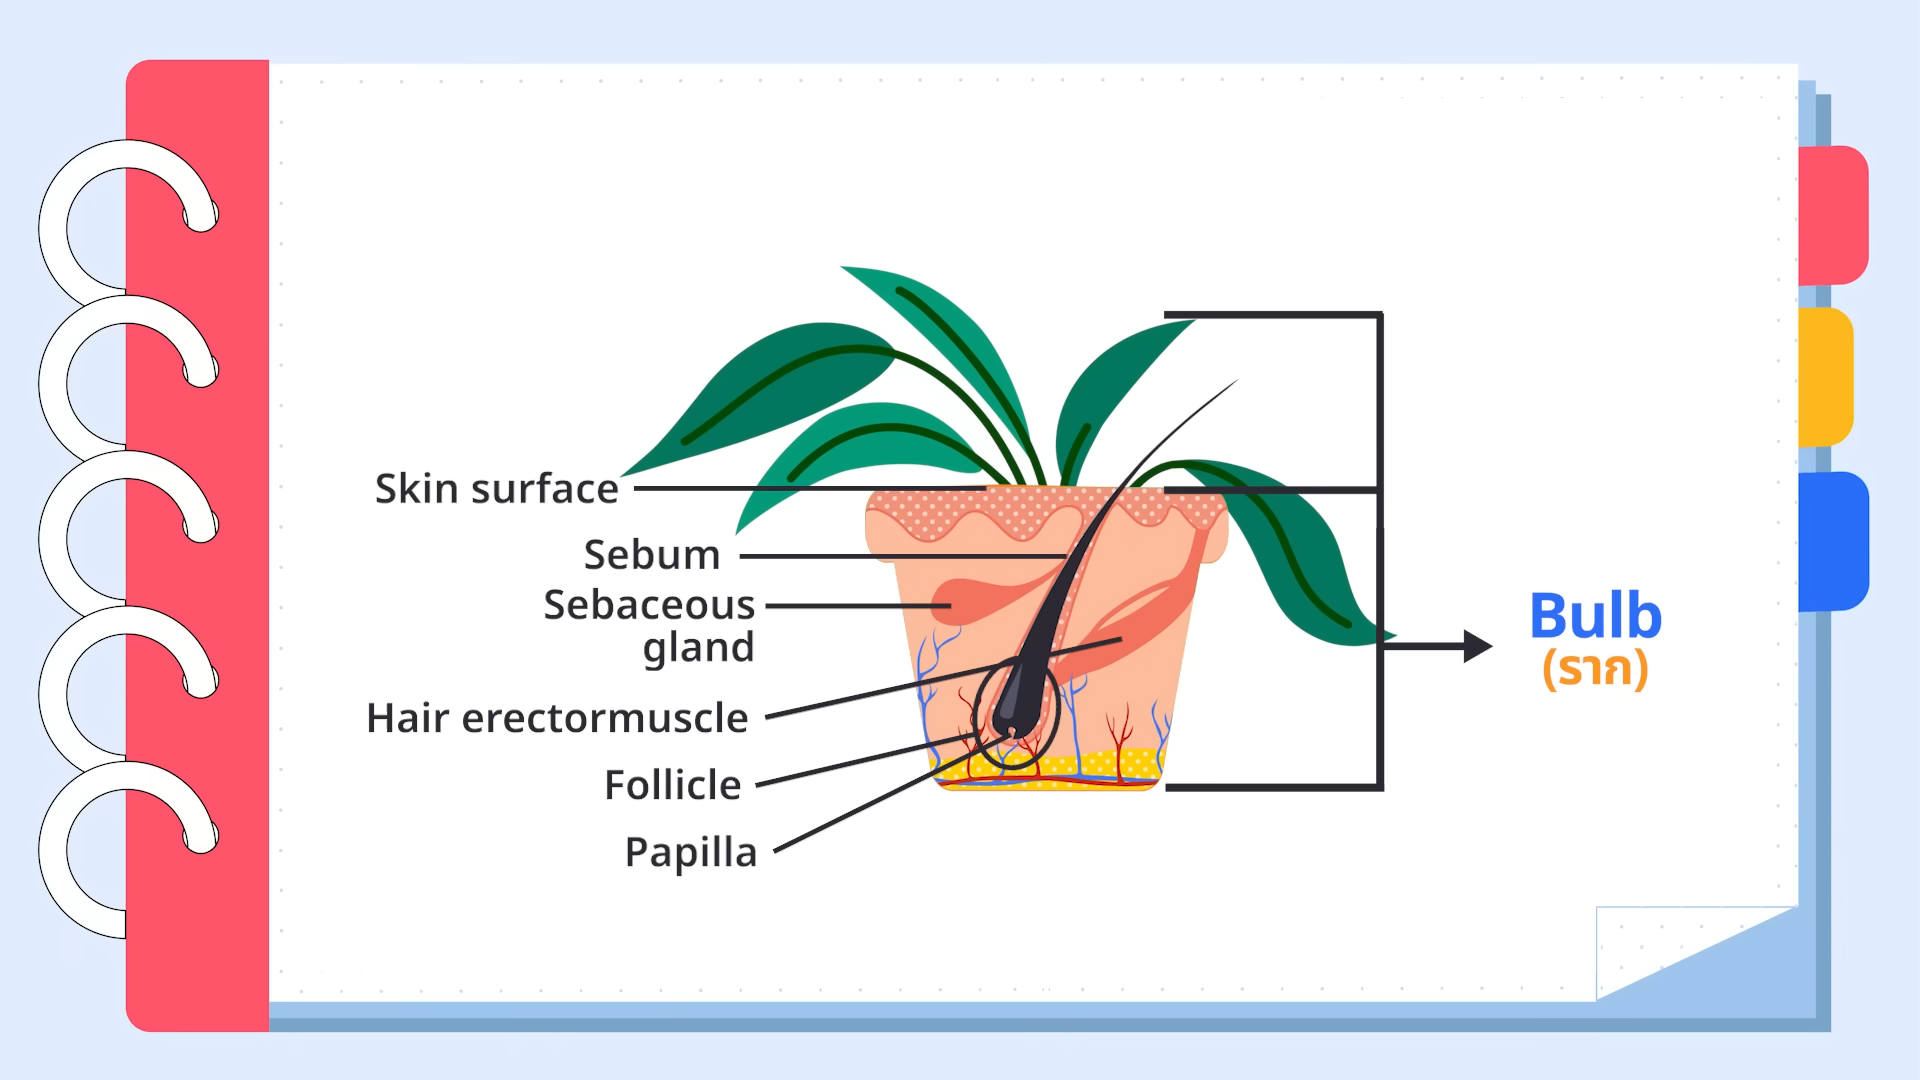 Skin surface
Sebum
Sebaceous
gland
Hair erectormuscle
Follicle
Papilla
Bulb
(ราก)